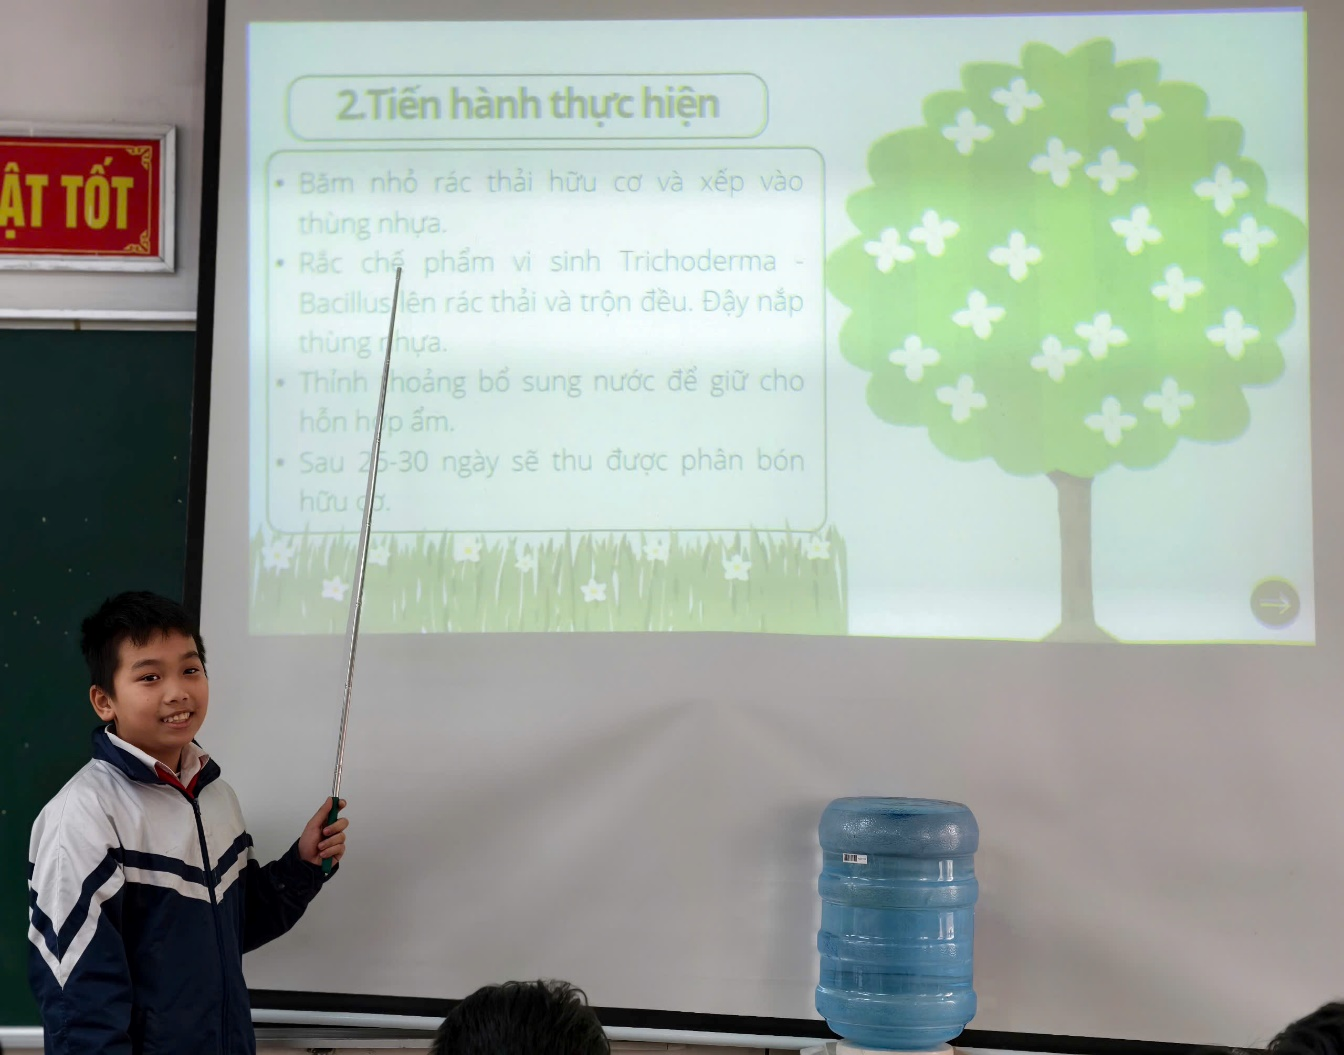 ẬT TỐT
2.Tiến hành thực hiện
• Băm nhỏ rác thải hữu cơ và xếp vào
thùng nhựa.
• Rắc chế phẩm vi sinh Trichoderma -
Bacillus lên rác thải và trộn đều. Đậy nắp
thùng nhựa.
• Thỉnh thoảng bổ sung nước để giữ cho
hỗn hợp ẩm.
• Sau 25-30 ngày sẽ thu được phân bón
hữu cơ.